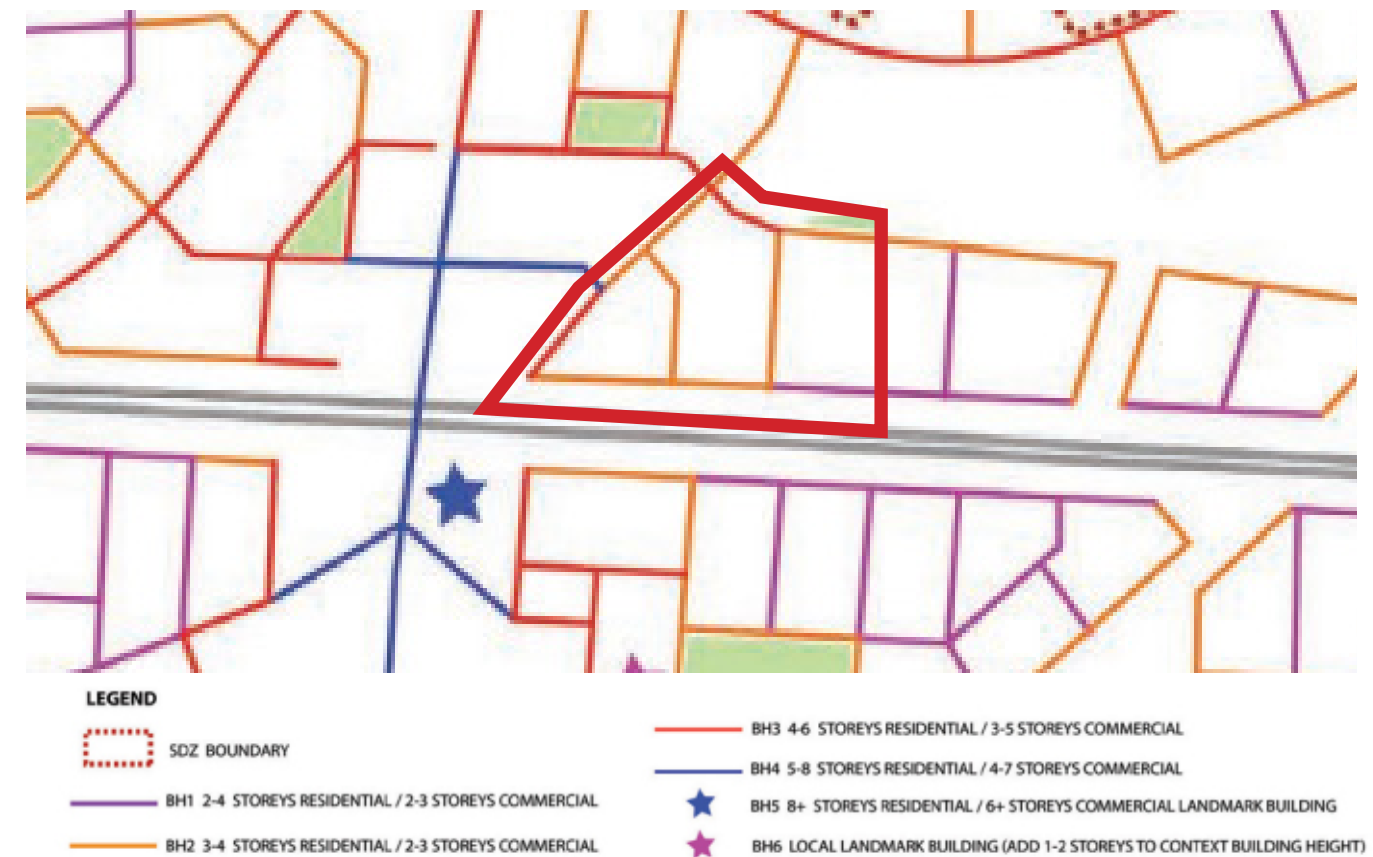 LEGEND
SDZ BOUNDARY
BH1 2-4 STOREYS RESIDENTIAL / 2-3 STOREYS COMMERCIAL
BH2 3-4 STOREYS RESIDENTIAL / 2-3 STOREYS COMMERCIAL
BH3 4-6 STOREYS RESIDENTIAL / 3-5 STOREYS COMMERCIAL
BH4 5-8 STOREYS RESIDENTIAL / 4-7 STOREYS COMMERCIAL
BH5 8+ STOREYS RESIDENTIAL / 6+ STOREYS COMMERCIAL LANDMARK BUILDING
BH6 LOCAL LANDMARK BUILDING (ADD 1-2 STOREYS TO CONTEXT BUILDING HEIGHT)